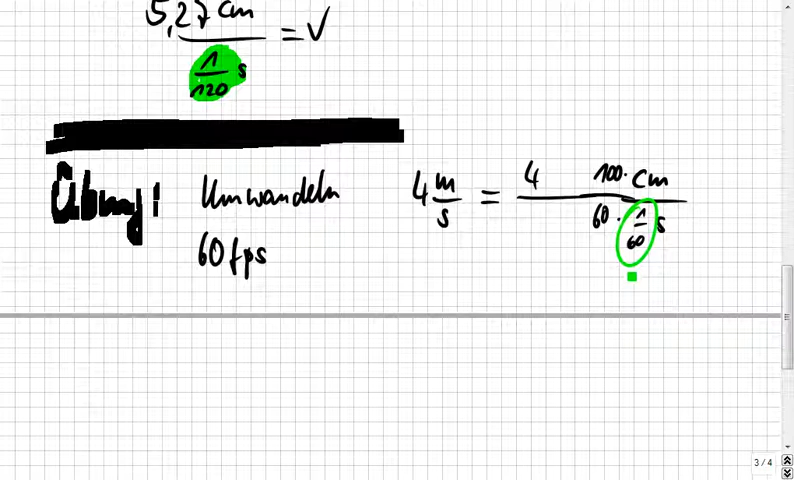 5,27 cm
1/120 s = V
Übung: Umwandeln 4 m/s = 4 100· cm / 60 · 1/60 s
60 fps
3/4